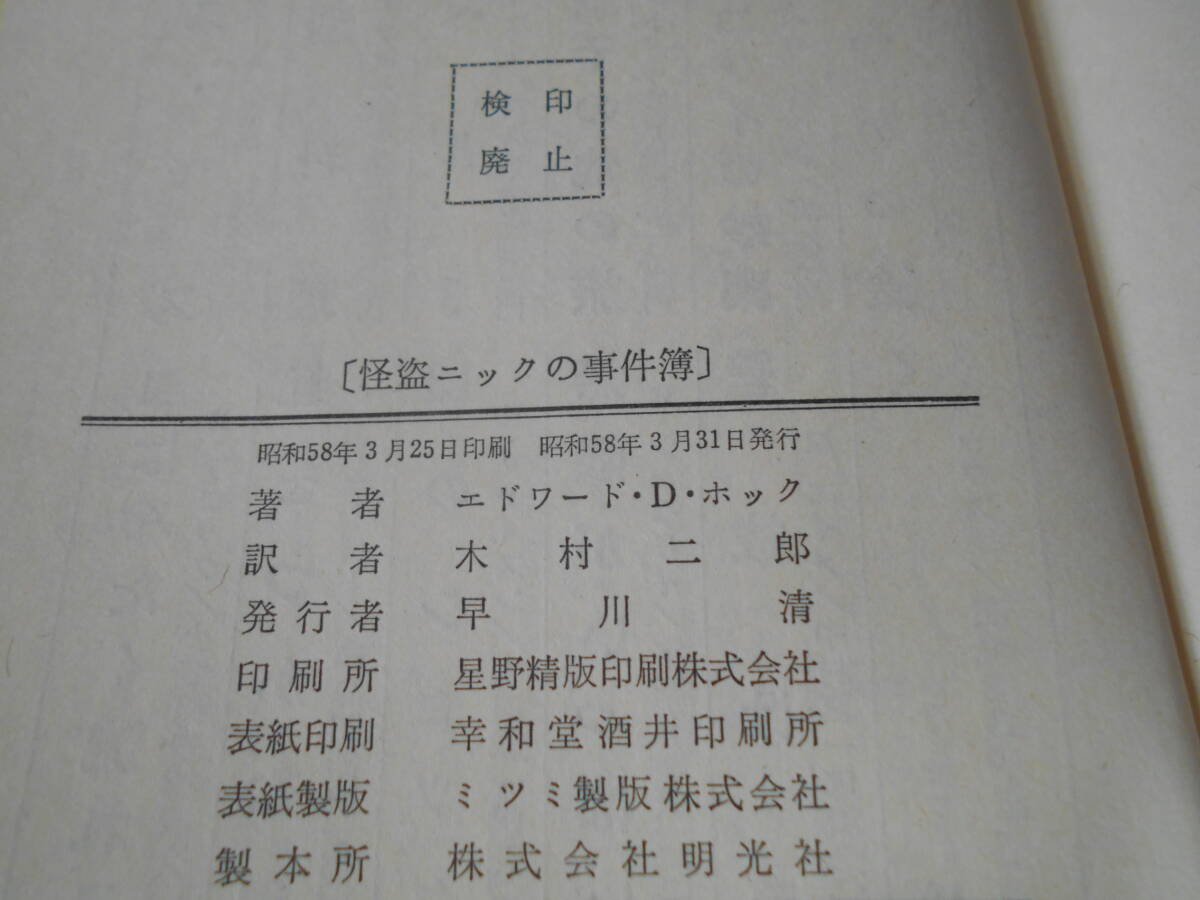 検印
廃止
〔怪盗ニックの事件簿〕
昭和58年3月25日印刷 昭和58年3月31日発行
著者 エドワード・D・ホック
訳者 木村二郎
発行者 早川清
印刷所 星野精版印刷株式会社
表紙印刷 幸和堂酒井印刷所
表紙製版 ミツミ製版株式会社
製本所 株式会社明光社